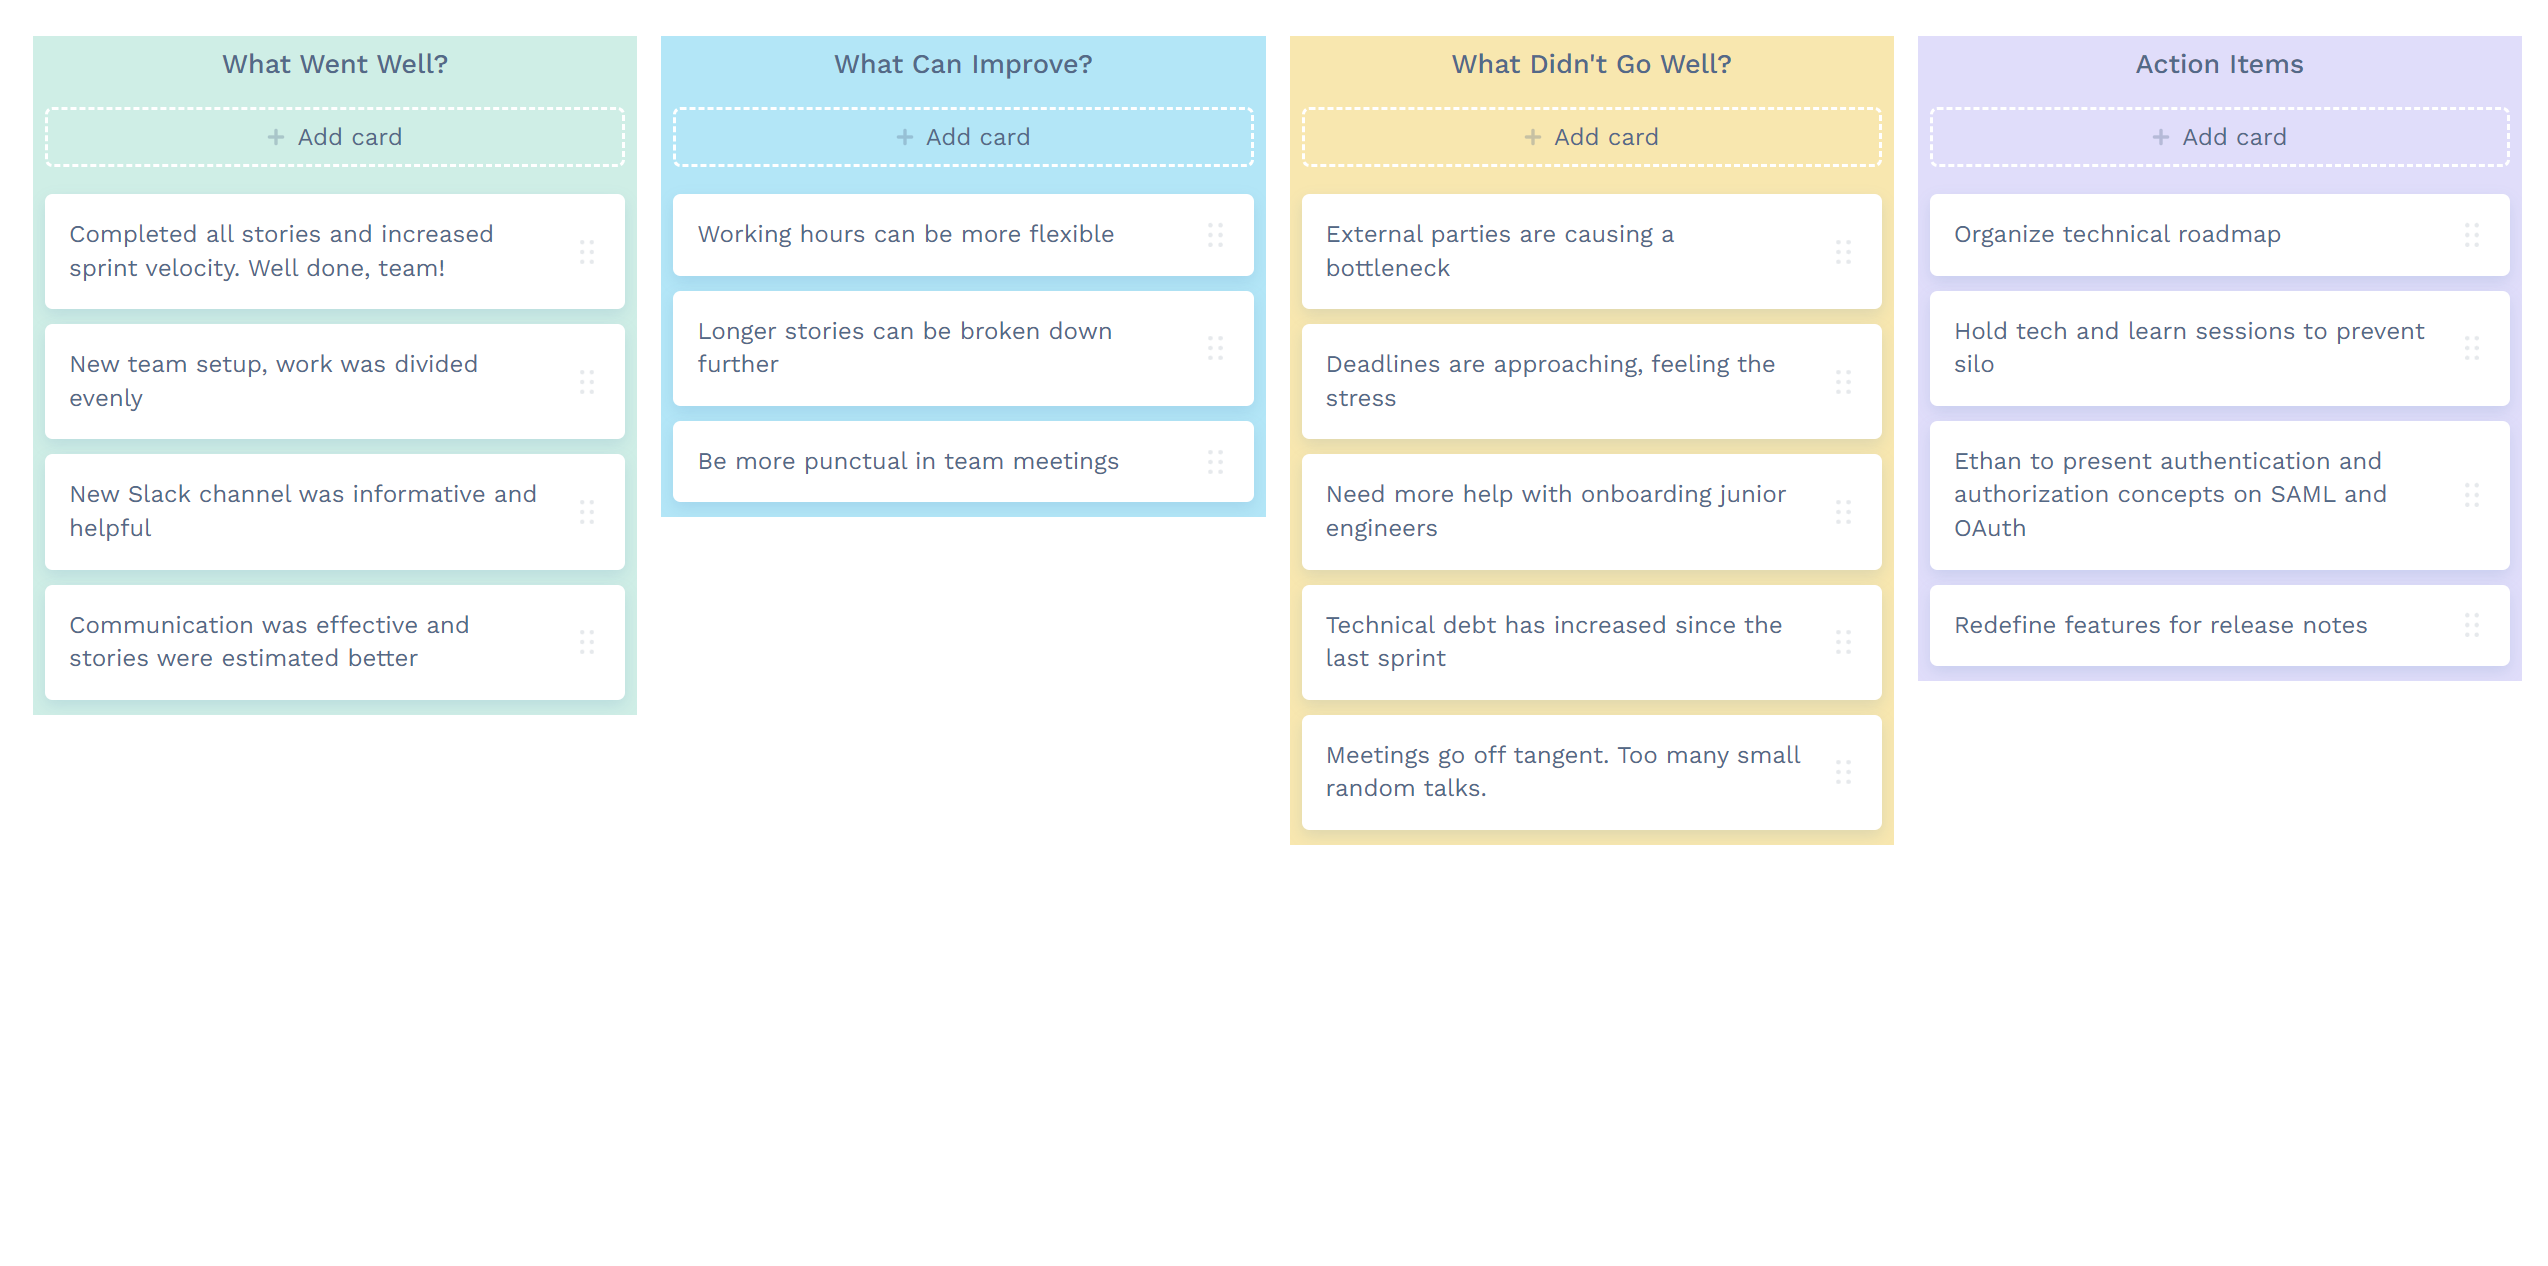 What Went Well?
+ Add card
Completed all stories and increased
sprint velocity. Well done, team!
New team setup, work was divided
evenly
New Slack channel was informative and
helpful
Communication was effective and
stories were estimated better
What Can Improve?
+ Add card
Working hours can be more flexible
Longer stories can be broken down
further
Be more punctual in team meetings
What Didn't Go Well?
+ Add card
External parties are causing a
bottleneck
Deadlines are approaching, feeling the
stress
Need more help with onboarding junior
engineers
Technical debt has increased since the
last sprint
Meetings go off tangent. Too many small
random talks.
Action Items
+ Add card
Organize technical roadmap
Hold tech and learn sessions to prevent
silo
Ethan to present authentication and
authorization concepts on SAML and
OAuth
Redefine features for release notes